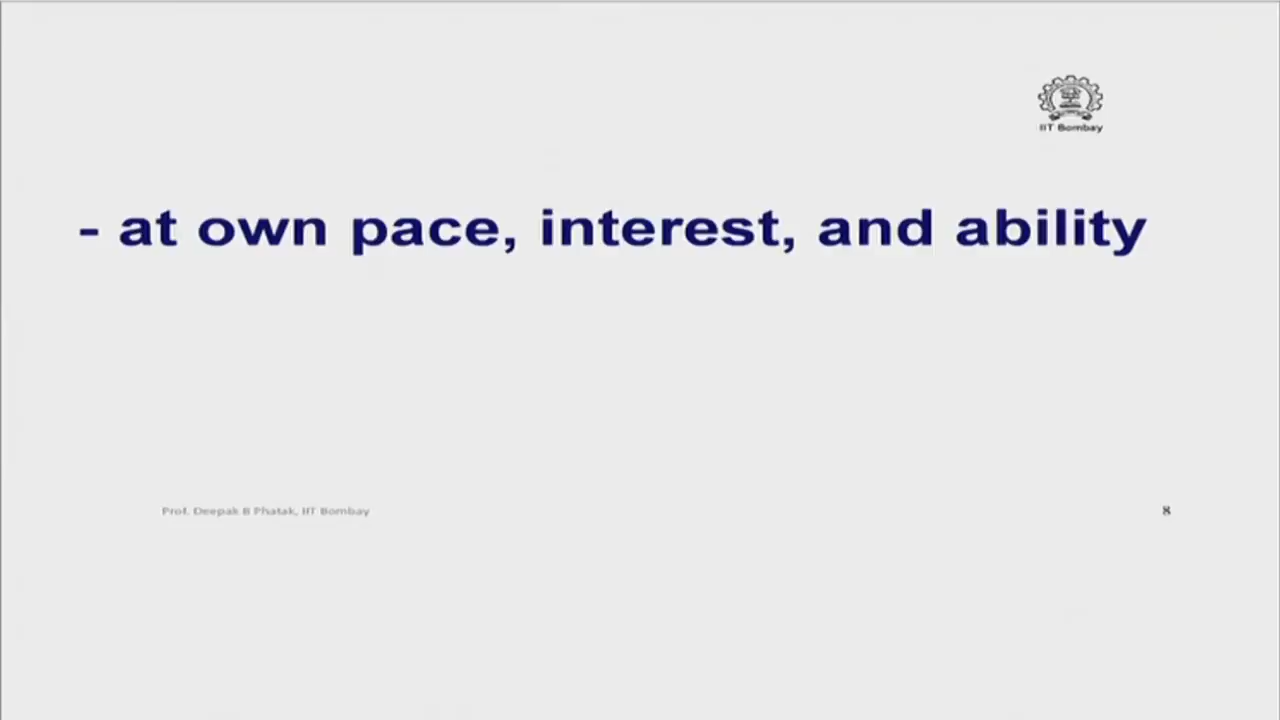 IIT Bombay
- at own pace, interest, and ability
Prof. Deepak B Phatak, IIT Bombay
8